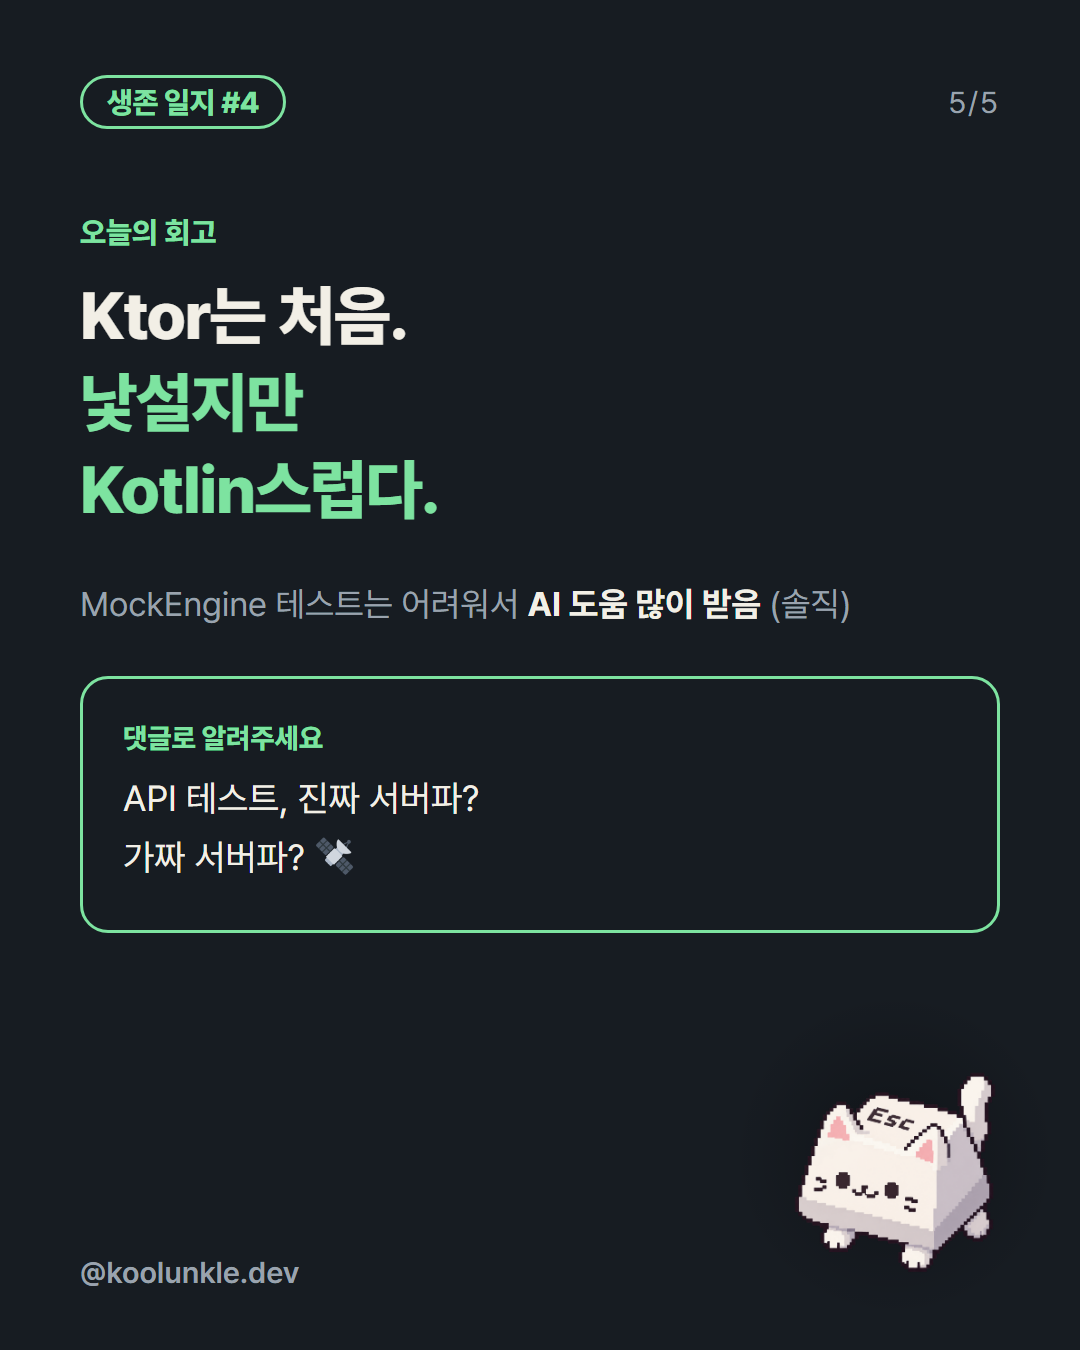 생존 일지 #4
5/5
오늘의 회고
Ktor는 처음.
낯설지만
Kotlin스럽다.
MockEngine 테스트는 어려워서 AI 도움 많이 받음 (솔직)
댓글로 알려주세요
API 테스트, 진짜 서버파?
가짜 서버파? 🛰️
Esc
@koolunkle.dev